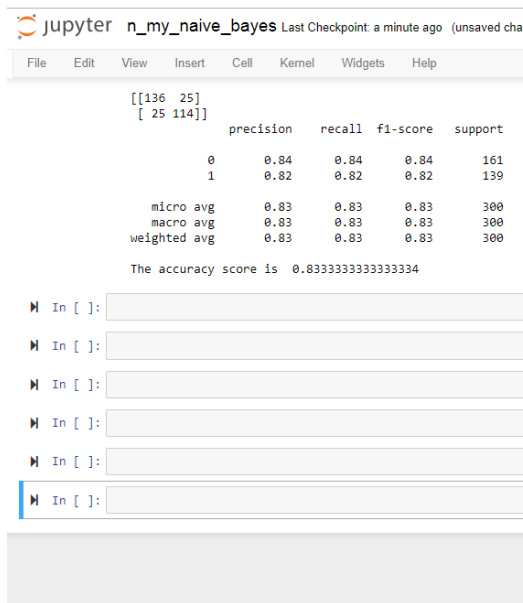 jupyter n_my_naive_bayes Last Checkpoint: a minute ago (unsaved cha
File Edit View Insert Cell Kernel Widgets Help
[[136 25]
[ 25 114]]
precision recall f1-score support
0 0.84 0.84 0.84 161
1 0.82 0.82 0.82 139
micro avg 0.83 0.83 0.83 300
macro avg 0.83 0.83 0.83 300
weighted avg 0.83 0.83 0.83 300
The accuracy score is 0.8333333333333334
In [ ]:
In [ ]:
In [ ]:
In [ ]:
In [ ]:
In [ ]: